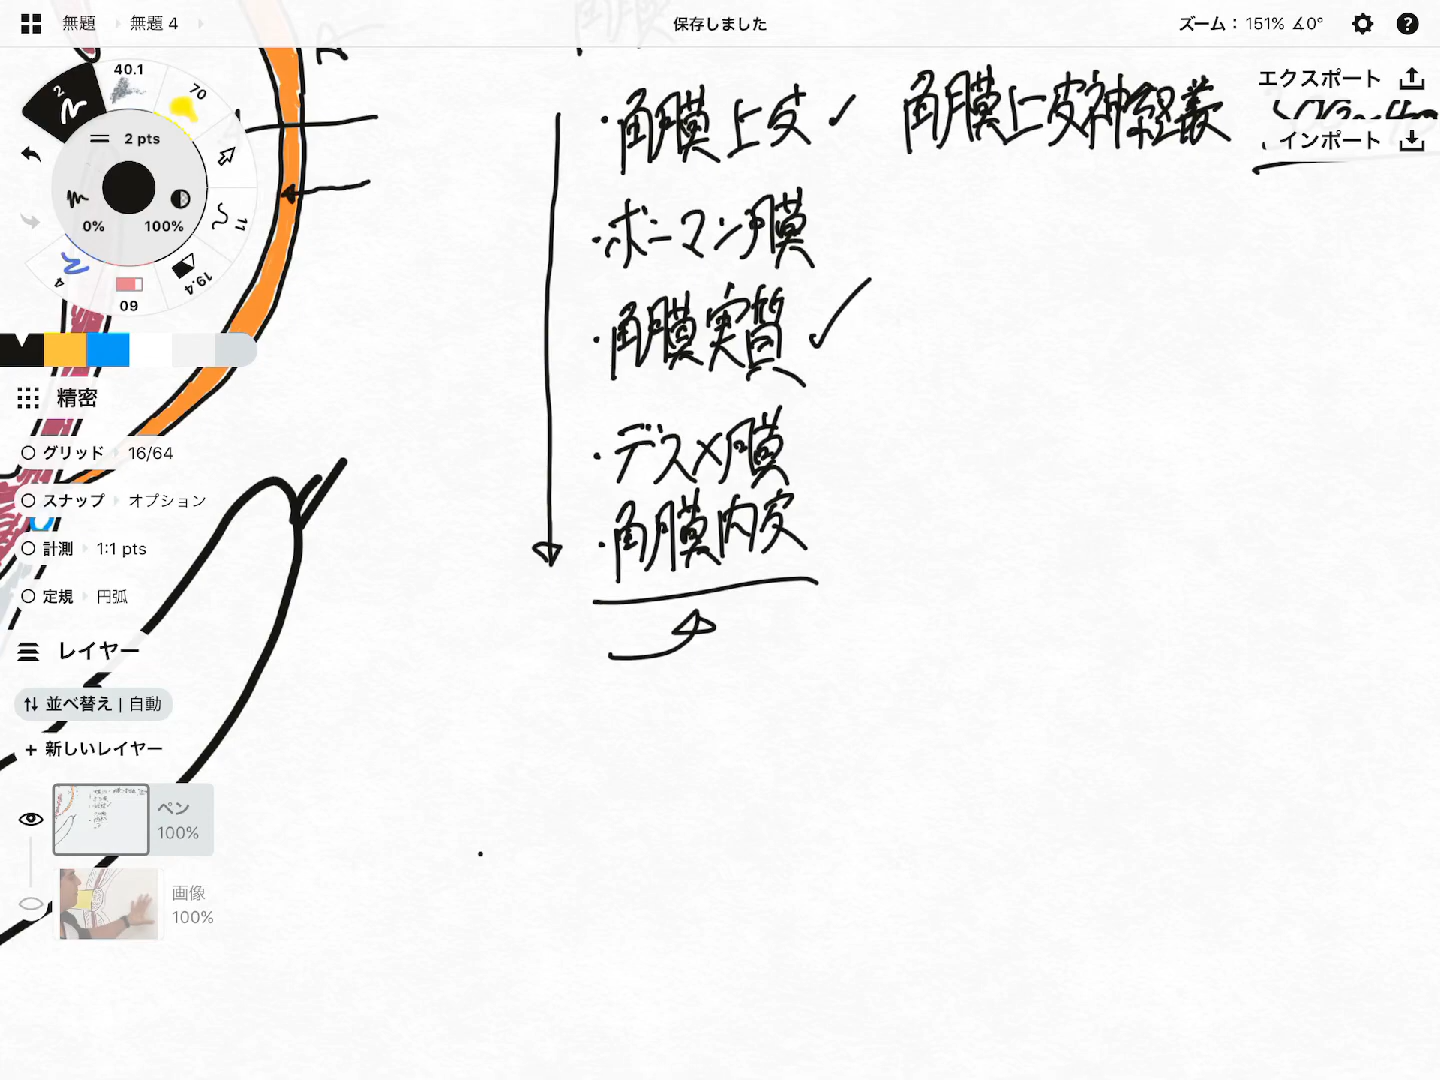 無題 無題 4 保存しました ズーム： 151% ∡0°
エクスポート
インポート
2
40.1
70
11
19.4
60
4
2 pts
0% 100%
精密
グリッド 16/64
スナップ オプション
計測 1:1 pts
定規 円弧
レイヤー
並べ替え | 自動
+ 新しいレイヤー
ペン
100%
画像
100%
・角膜上皮✓ 角膜上皮神経叢
・ボーマン膜
・角膜実質✓
・デスメ膜
・角膜内皮